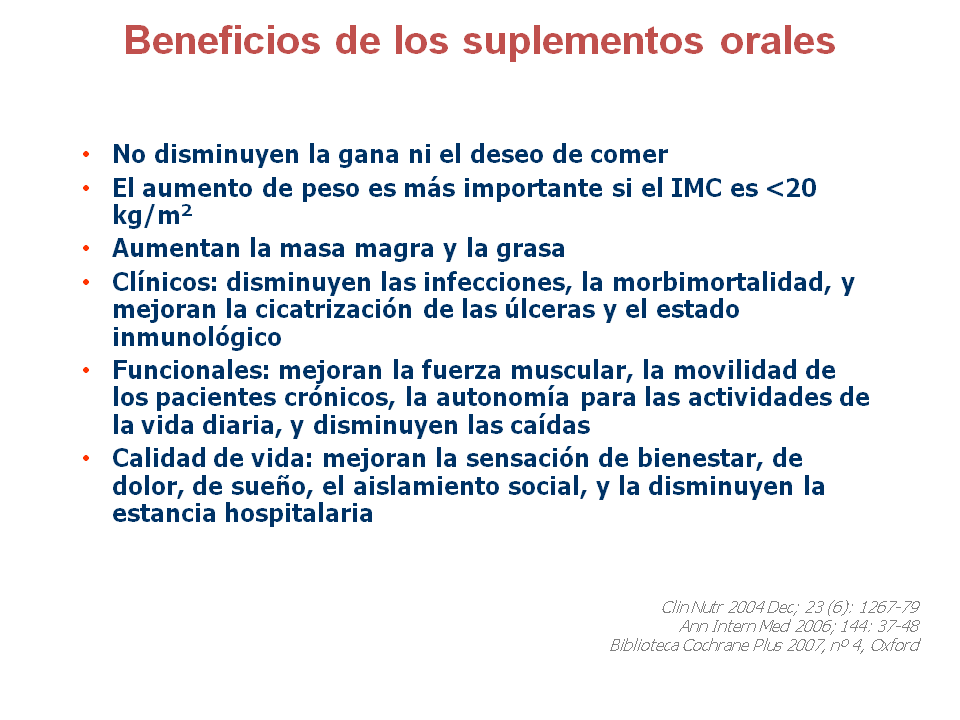 Beneficios de los suplementos orales
• No disminuyen la gana ni el deseo de comer
• El aumento de peso es más importante si el IMC es <20
kg/m²
• Aumentan la masa magra y la grasa
• Clínicos: disminuyen las infecciones, la morbimortalidad, y
mejoran la cicatrización de las úlceras y el estado
inmunológico
• Funcionales: mejoran la fuerza muscular, la movilidad de
los pacientes crónicos, la autonomía para las actividades de
la vida diaria, y disminuyen las caídas
• Calidad de vida: mejoran la sensación de bienestar, de
dolor, de sueño, el aislamiento social, y la disminuyen la
estancia hospitalaria
Clin Nutr 2004 Dec; 23 (6): 1267-79
Ann Intern Med 2006; 144: 37-48
Biblioteca Cochrane Plus 2007, nº 4, Oxford